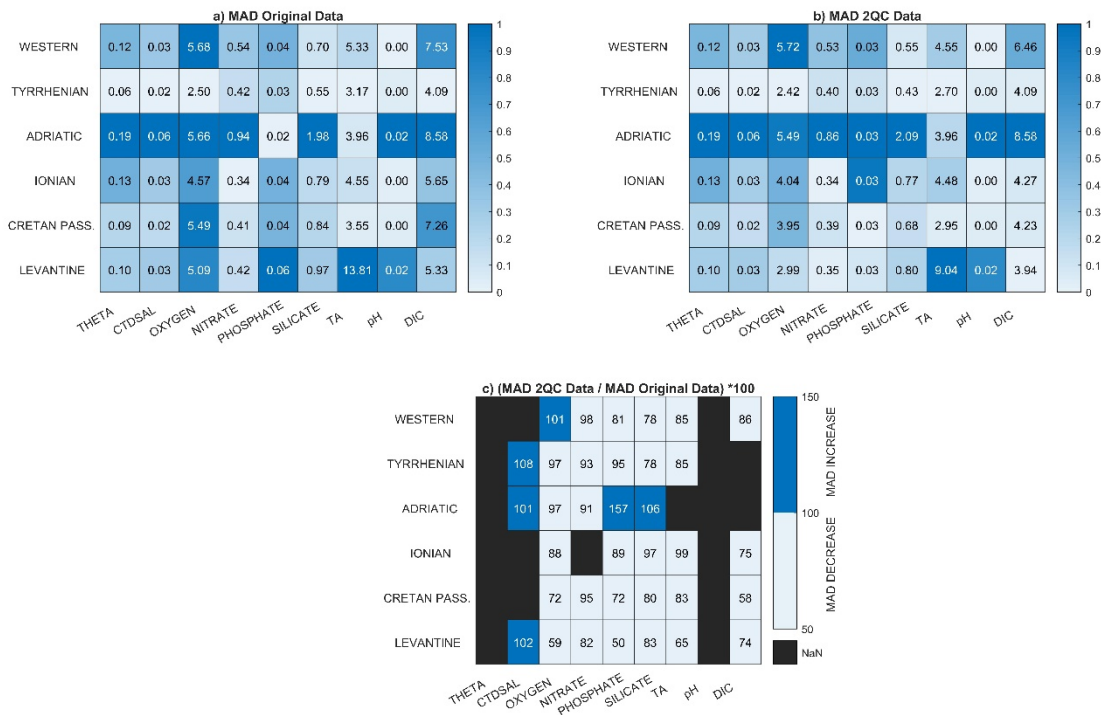 a) MAD Original Data
WESTERN 0.12 0.03 5.68 0.54 0.04 0.70 5.33 0.00 7.53
TYRRHENIAN 0.06 0.02 2.50 0.42 0.03 0.55 3.17 0.00 4.09
ADRIATIC 0.19 0.06 5.66 0.94 0.02 1.98 3.96 0.02 8.58
IONIAN 0.13 0.03 4.57 0.34 0.04 0.79 4.55 0.00 5.65
CRETAN PASS. 0.09 0.02 5.49 0.41 0.04 0.84 3.55 0.00 7.26
LEVANTINE 0.10 0.03 5.09 0.42 0.06 0.97 13.81 0.02 5.33
THETA CTDSAL OXYGEN NITRATE PHOSPHATE SILICATE TA pH DIC
1
0.9
0.8
0.7
0.6
0.5
0.4
0.3
0.2
0.1
0
b) MAD 2QC Data
WESTERN 0.12 0.03 5.72 0.53 0.03 0.55 4.55 0.00 6.46
TYRRHENIAN 0.06 0.02 2.42 0.40 0.03 0.43 2.70 0.00 4.09
ADRIATIC 0.19 0.06 5.49 0.86 0.03 2.09 3.96 0.02 8.58
IONIAN 0.13 0.03 4.04 0.34 0.03 0.77 4.48 0.00 4.27
CRETAN PASS. 0.09 0.02 3.95 0.39 0.03 0.68 2.95 0.00 4.23
LEVANTINE 0.10 0.03 2.99 0.35 0.03 0.80 9.04 0.02 3.94
THETA CTDSAL OXYGEN NITRATE PHOSPHATE SILICATE TA pH DIC
1
0.9
0.8
0.7
0.6
0.5
0.4
0.3
0.2
0.1
0
c) (MAD 2QC Data / MAD Original Data) *100
WESTERN 101 98 81 78 85 86
TYRRHENIAN 108 97 93 95 78 85
ADRIATIC 101 97 91 157 106
IONIAN 88 89 97 99 75
CRETAN PASS. 72 95 72 80 83 58
LEVANTINE 102 59 82 50 83 65 74
THETA CTDSAL OXYGEN NITRATE PHOSPHATE SILICATE TA pH DIC
150
100
50
NaN
MAD INCREASE
MAD DECREASE